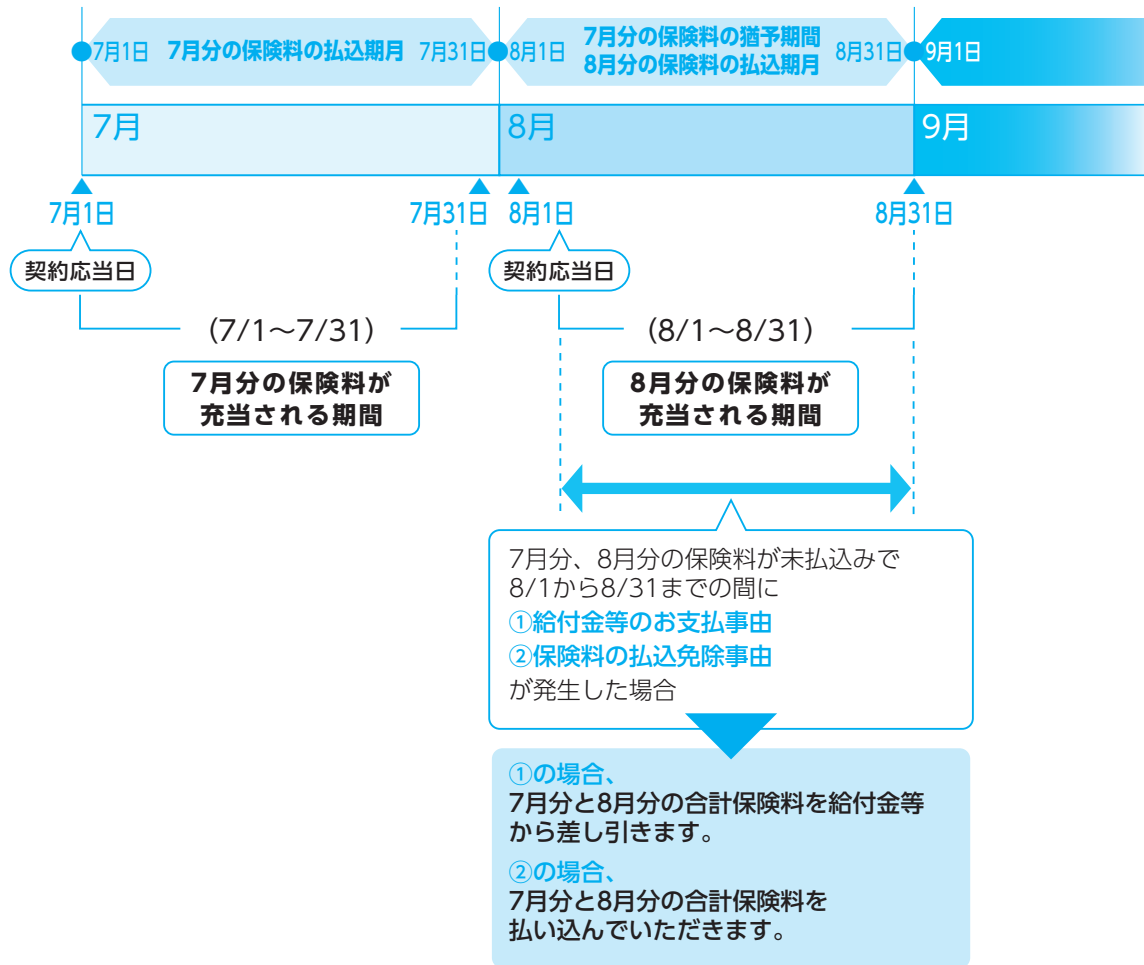 7月1日 7月分の保険料の払込期月 7月31日 8月1日 7月分の保険料の猶予期間 8月31日 9月1日
8月分の保険料の払込期月
7月 8月 9月
7月1日 7月31日 8月1日 8月31日
契約応当日 契約応当日
(7/1〜7/31) (8/1〜8/31)
7月分の保険料が
充当される期間
8月分の保険料が
充当される期間
7月分、8月分の保険料が未払込みで
8/1から8/31までの間に
①給付金等のお支払事由
②保険料の払込免除事由
が発生した場合
①の場合、
7月分と8月分の合計保険料を給付金等
から差し引きます。
②の場合、
7月分と8月分の合計保険料を
払い込んでいただきます。